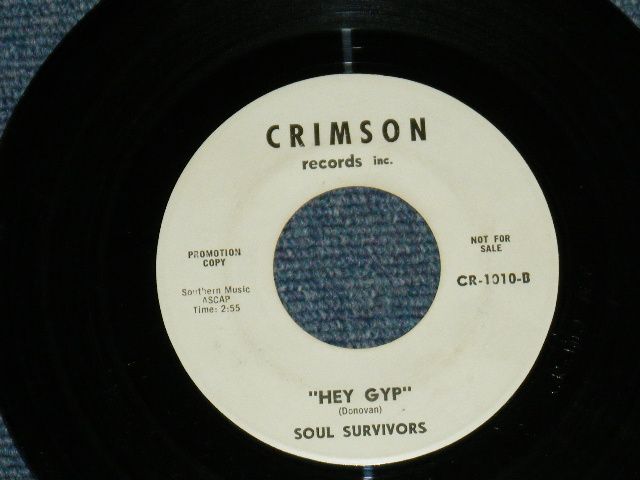 CRIMSON
records inc.
PROMOTION
COPY
Southern Music
ASCAP
Time: 2:55
NOT FOR
SALE
CR-1010-B
"HEY GYP"
(Donovan)
SOUL SURVIVORS